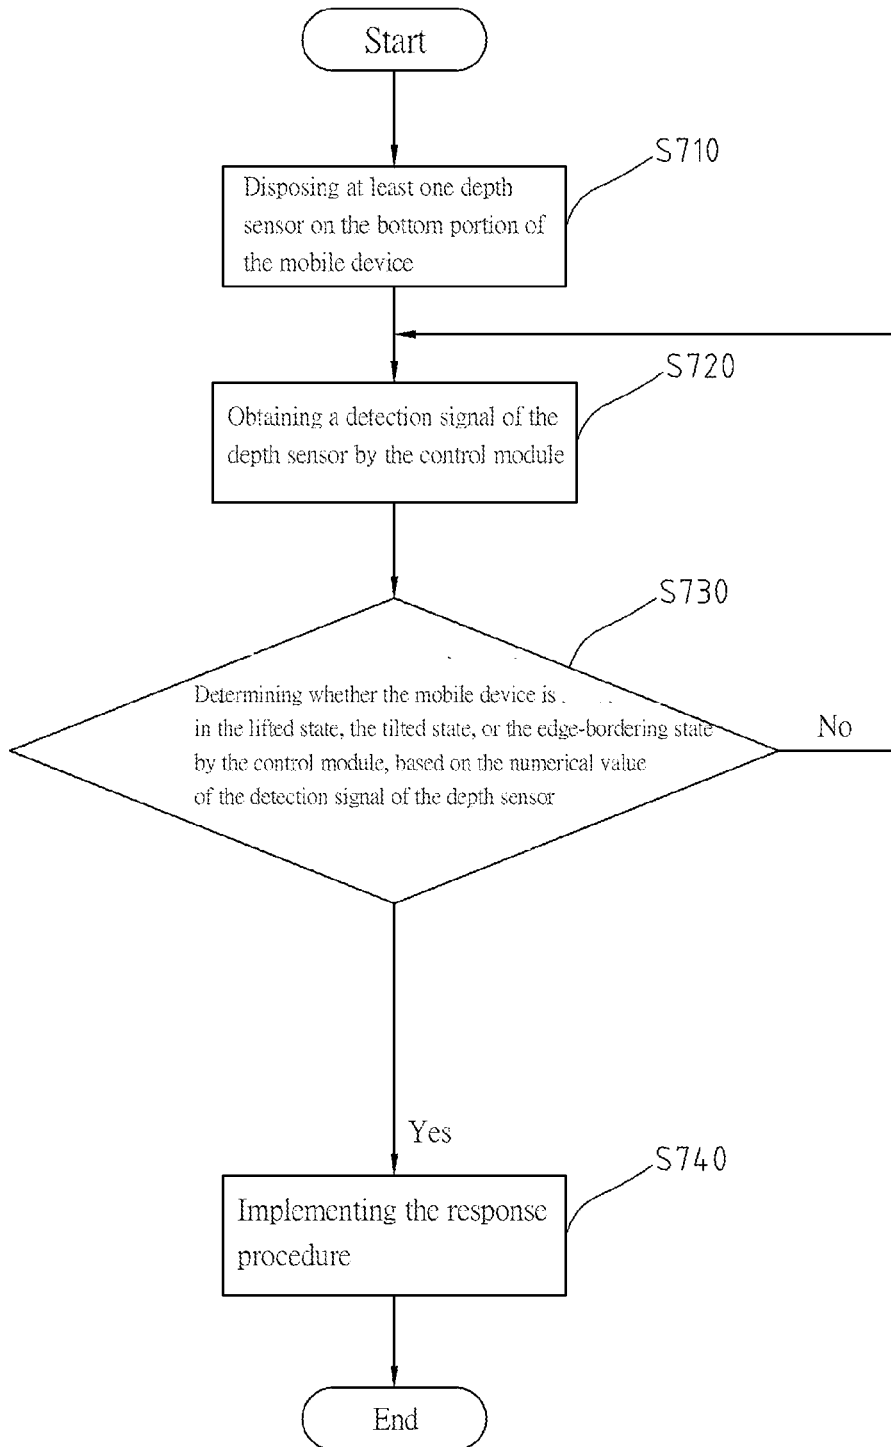 Start
S710
Disposing at least one depth
sensor on the bottom portion of
the mobile device
S720
Obtaining a detection signal of the
depth sensor by the control module
S730
Determining whether the mobile device is
in the lifted state, the tilted state, or the edge-bordering state
by the control module, based on the numerical value
of the detection signal of the depth sensor
No
Yes
S740
Implementing the response
procedure
End